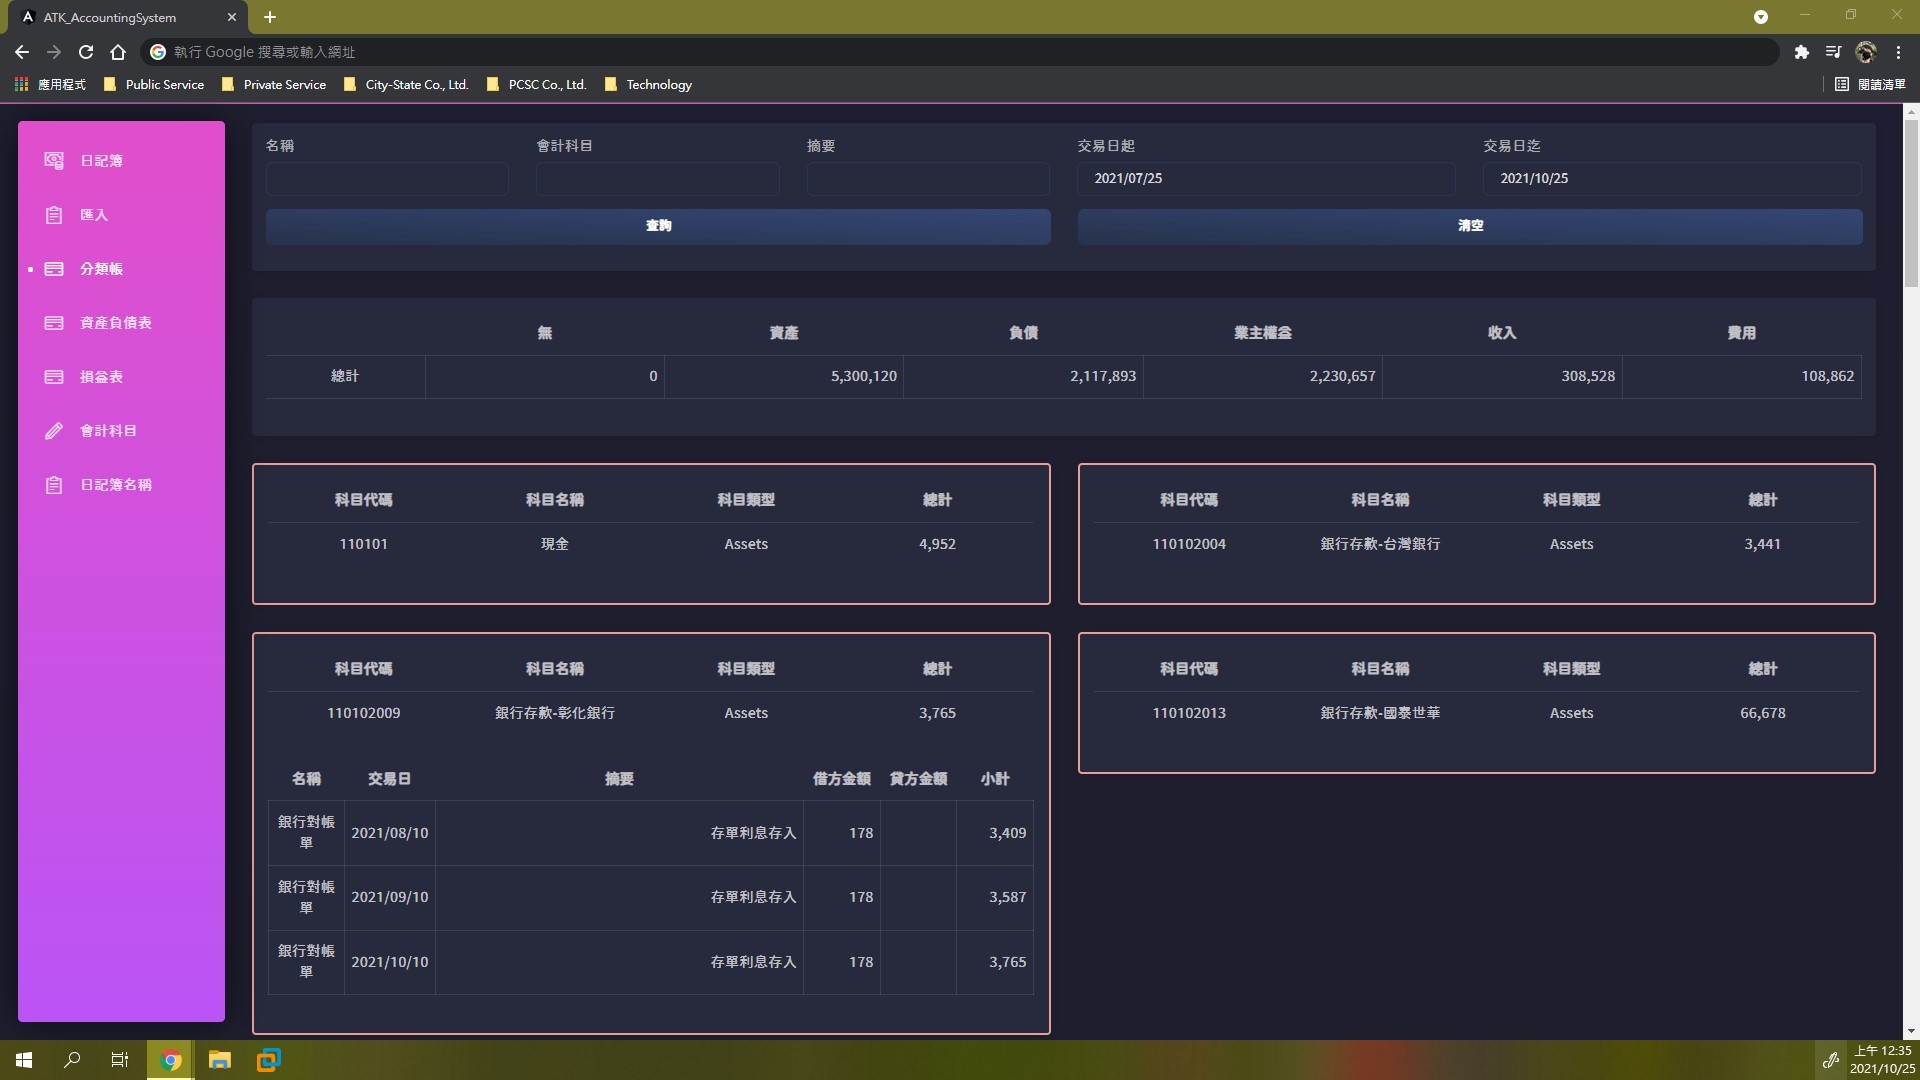 ATK_AccountingSystem
執行 Google 搜尋或輸入網址
應用程式 Public Service Private Service City-State Co., Ltd. PCSC Co., Ltd. Technology 閱讀清單
日記簿
匯入
分類帳
資產負債表
損益表
會計科目
日記簿名稱
名稱 會計科目 摘要 交易日起 交易日迄
2021/07/25 2021/10/25
查詢 清空
無 資產 負債 業主權益 收入 費用
總計 0 5,300,120 2,117,893 2,230,657 308,528 108,862
科目代碼 科目名稱 科目類型 總計
110101 現金 Assets 4,952
科目代碼 科目名稱 科目類型 總計
110102004 銀行存款-台灣銀行 Assets 3,441
科目代碼 科目名稱 科目類型 總計
110102009 銀行存款-彰化銀行 Assets 3,765
名稱 交易日 摘要 借方金額 貸方金額 小計
銀行對帳單 2021/08/10 存單利息存入 178 3,409
銀行對帳單 2021/09/10 存單利息存入 178 3,587
銀行對帳單 2021/10/10 存單利息存入 178 3,765
科目代碼 科目名稱 科目類型 總計
110102013 銀行存款-國泰世華 Assets 66,678
上午 12:35
2021/10/25